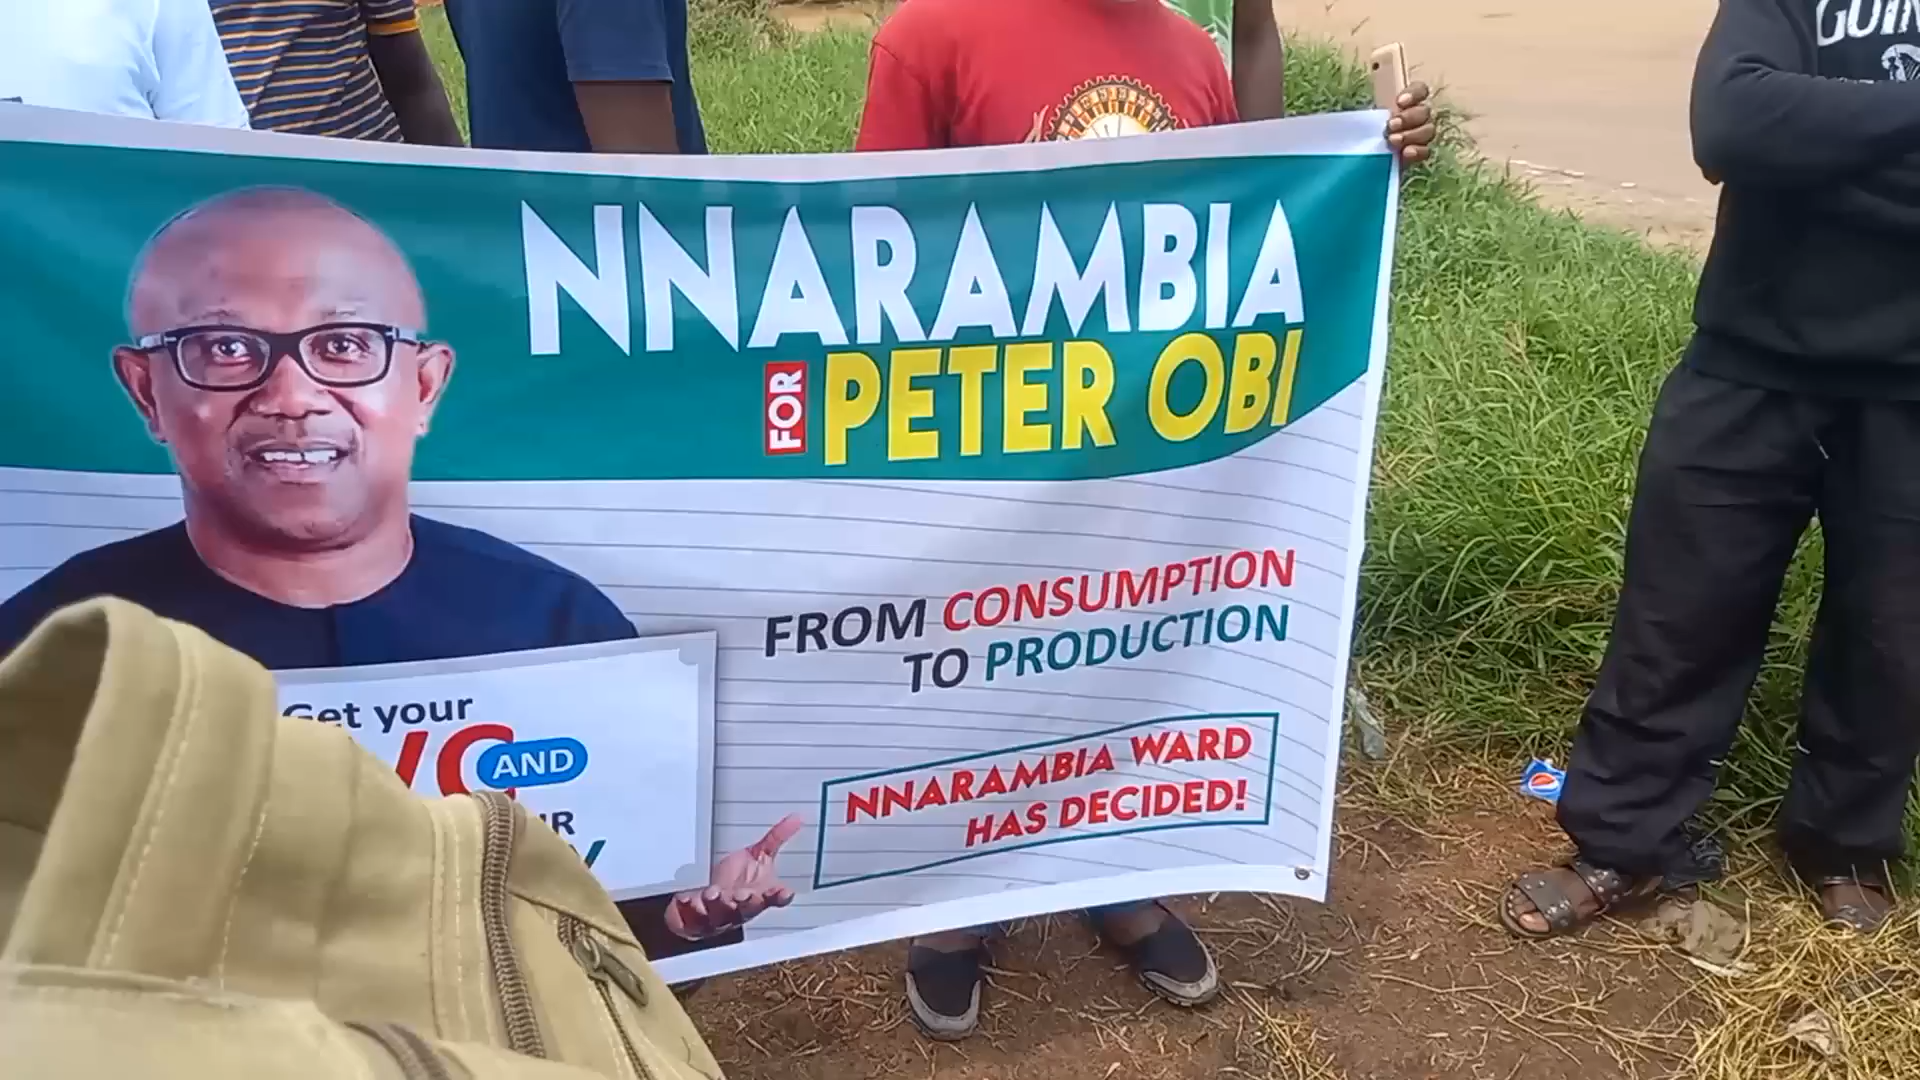 NNARAMBIA
FOR PETER OBI
FROM CONSUMPTION
TO PRODUCTION
Get your
AND
NNARAMBIA WARD
HAS DECIDED!